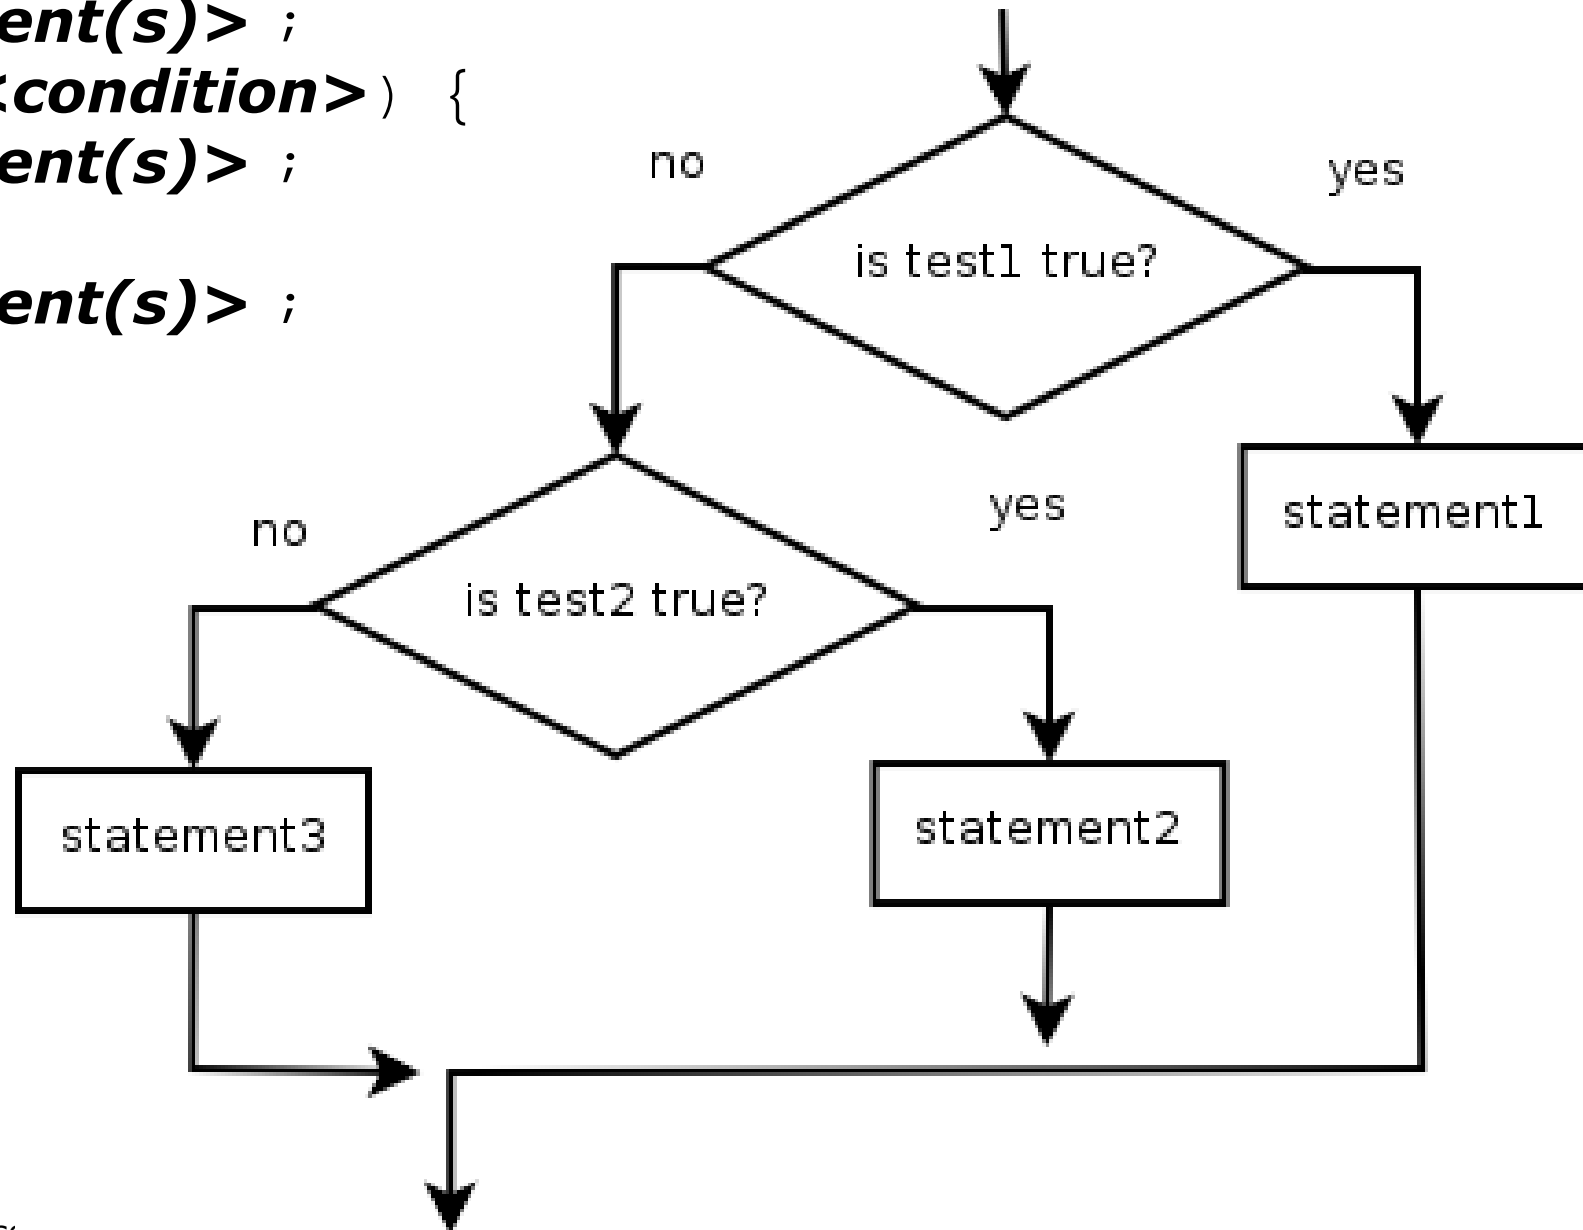 ent(s)> ;
<condition>) {
ent(s)> ;
ent(s)> ;
no
yes
is test1 true?
statement1
no
yes
is test2 true?
statement3
statement2